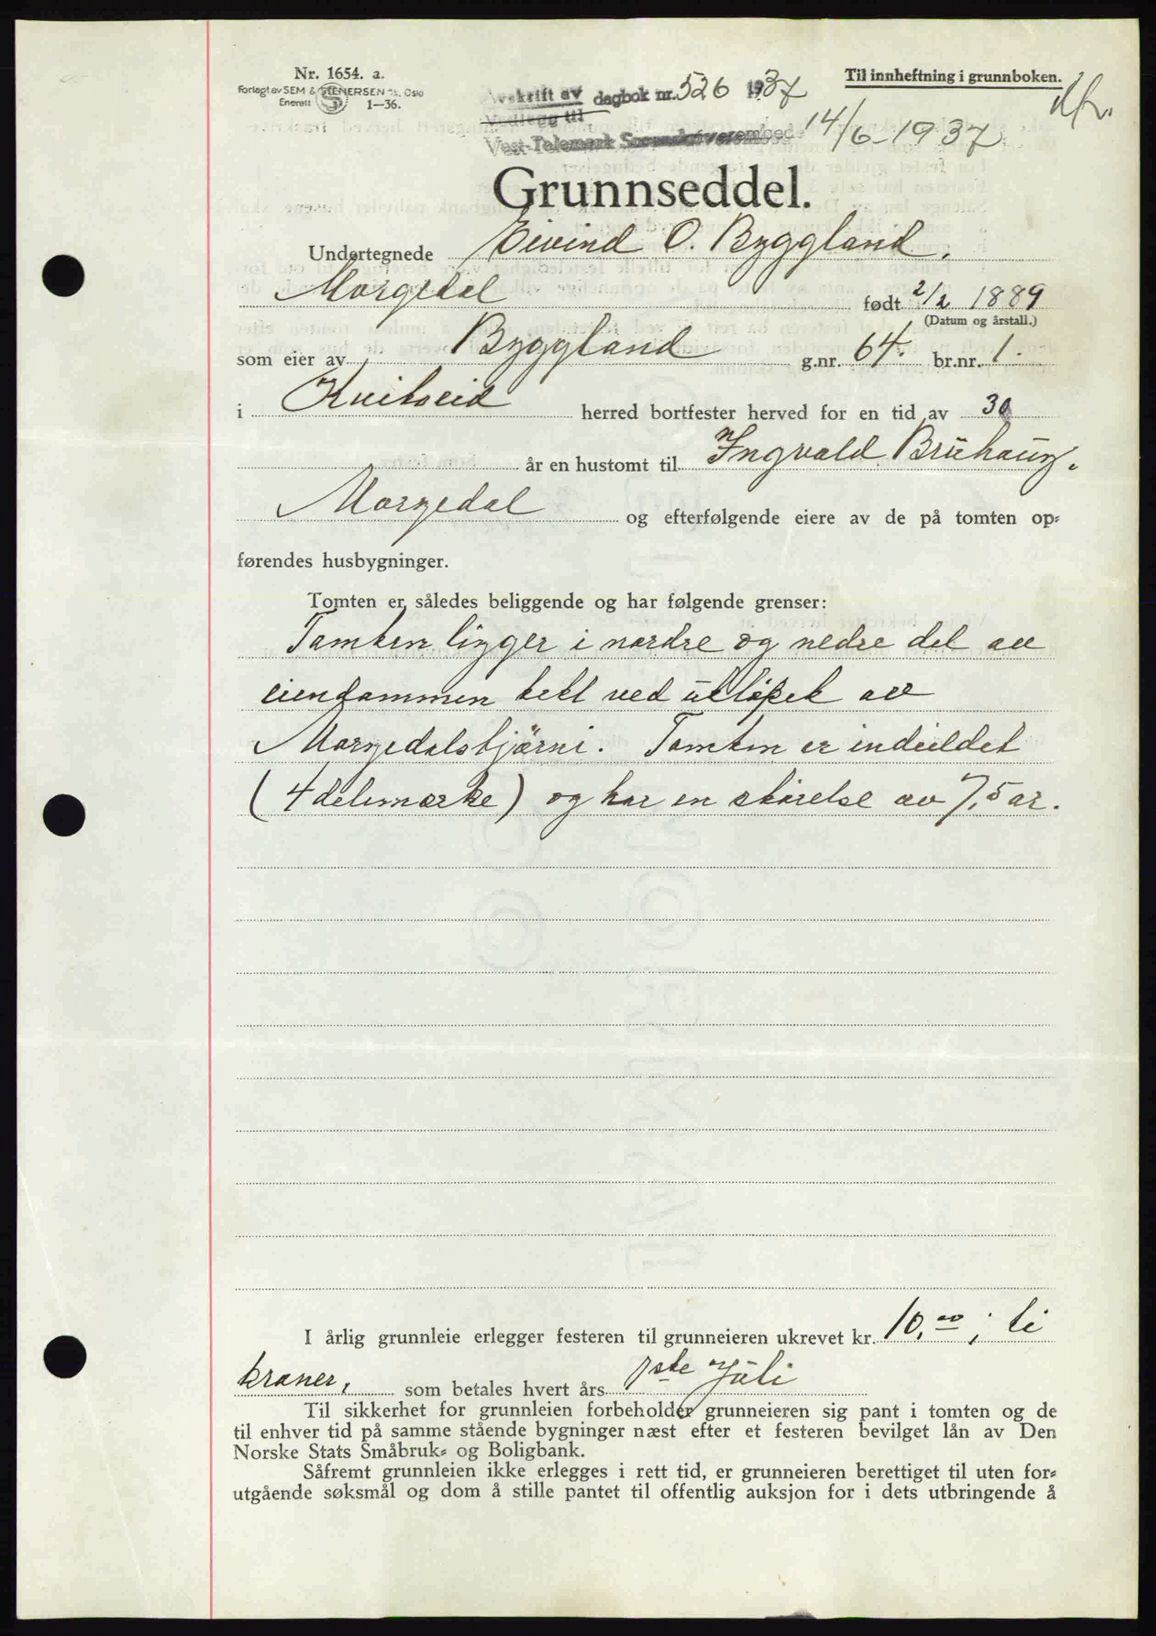 Nr. 1654. a.
Forlagt av SEM & STENERSEN A/S, Oslo
Enerett 1—36.
Avskrift av dagbok nr. 526 1937
Vedlegg til
Vest-Telemark Sorenskriverembede 14/6-1937
Til innheftning i grunnboken.
Grunnseddel.
Undertegnede Eivind O. Byggland,
Morgedal født 2/2 1889
(Datum og årstall.)
som eier av Byggland g.nr. 64. br.nr. 1.
i Kviteseid herred bortfester herved for en tid av 30
år en hustomt til Ingvald Bruhaug,
Morgedal og efterfølgende eiere av de på tomten op=
førendes husbygninger.
Tomten er således beliggende og har følgende grenser:
Tomten ligger i nordre og nedre del av
eiendommen tett ved utløpet av
Morgedalstjørni. Tomten er inndeildet
(4 delemerke) og har en størelse av 7,5 ar.
I årlig grunnleie erlegger festeren til grunneieren ukrevet kr. 10.00; ti
kroner, som betales hvert års 1ste Juli
Til sikkerhet for grunnleien forbeholder grunneieren sig pant i tomten og de
til enhver tid på samme stående bygninger næst efter et festeren bevilget lån av Den
Norske Stats Småbruk= og Boligbank.
Såfremt grunnleien ikke erlegges i rett tid, er grunneieren berettiget til uten for=
utgående søksmål og dom å stille pantet til offentlig auksjon for i dets utbringende å